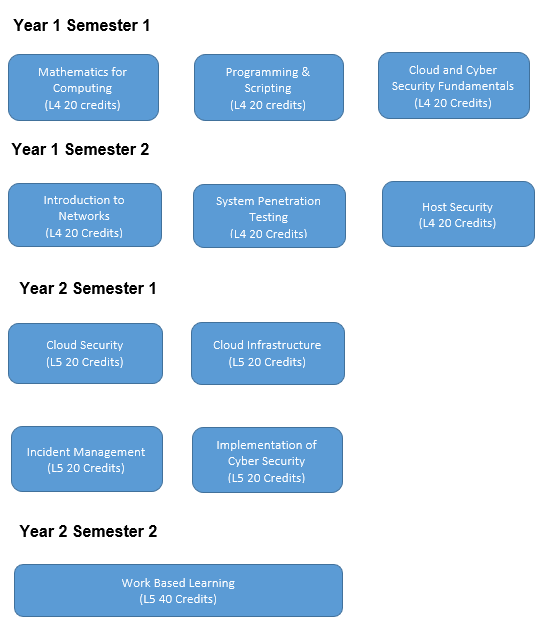 Year 1 Semester 1
Mathematics for
Computing
(L4 20 credits)
Programming &
Scripting
(L4 20 credits)
Cloud and Cyber
Security Fundamentals
(L4 20 Credits)
Year 1 Semester 2
Introduction to
Networks
(L4 20 Credits)
System Penetration
Testing
(L4 20 Credits)
Host Security
(L4 20 Credits)
Year 2 Semester 1
Cloud Security
(L5 20 Credits)
Cloud Infrastructure
(L5 20 Credits)
Incident Management
(L5 20 Credits)
Implementation of
Cyber Security
(L5 20 Credits)
Year 2 Semester 2
Work Based Learning
(L5 40 Credits)